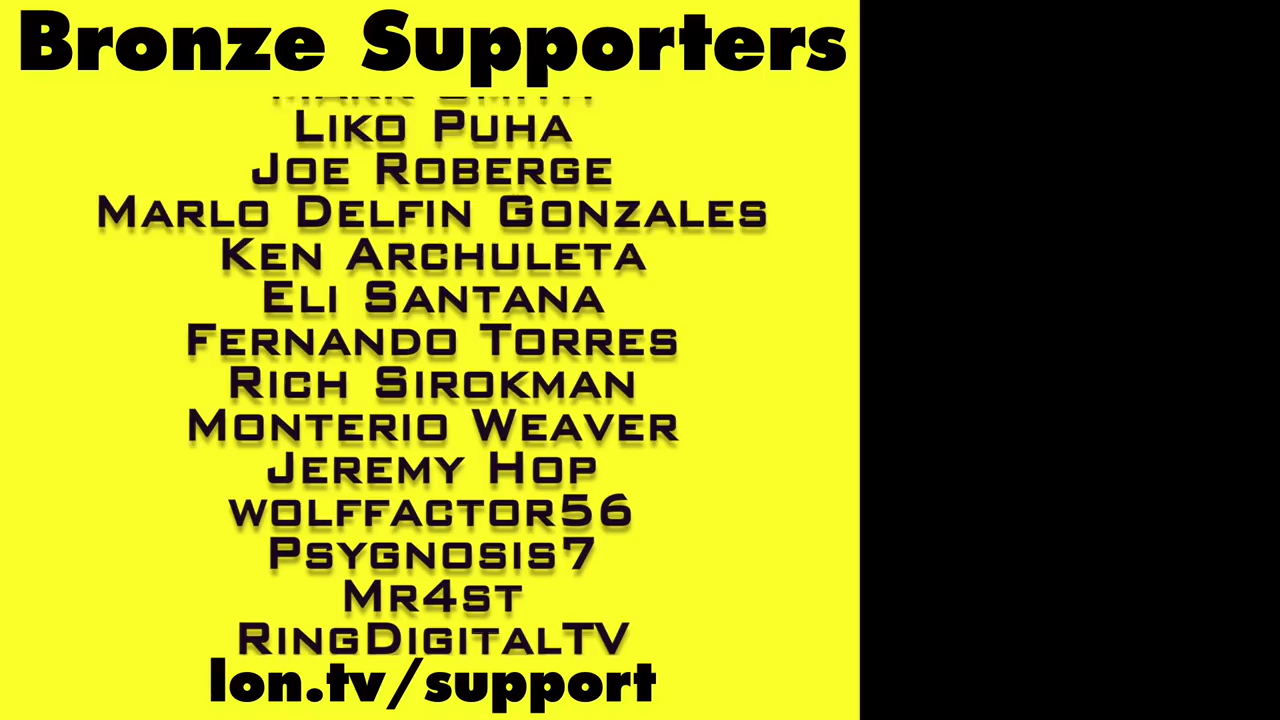 Bronze Supporters
Liko Puha
Joe Roberge
Marlo Delfin Gonzales
Ken Archuleta
Eli Santana
Fernando Torres
Rich Sirokman
Monterio Weaver
Jeremy Hop
wolffactor56
Psygnosis7
Mr4st
RingDigitalTV
lon.tv/support